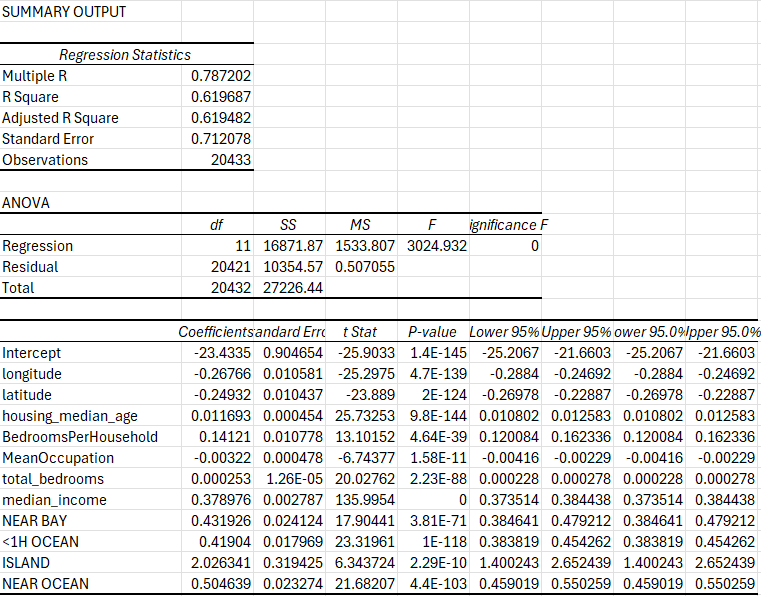 SUMMARY OUTPUT
Regression Statistics
Multiple R 0.787202
R Square 0.619687
Adjusted R Square 0.619482
Standard Error 0.712078
Observations 20433
ANOVA
df SS MS F ignificance F
Regression 11 16871.87 1533.807 3024.932 0
Residual 20421 10354.57 0.507055
Total 20432 27226.44
Coefficients andard Erro t Stat P-value Lower 95% Upper 95% ower 95.0% Ipper 95.0%
Intercept -23.4335 0.904654 -25.9033 1.4E-145 -25.2067 -21.6603 -25.2067 -21.6603
longitude -0.26766 0.010581 -25.2975 4.7E-139 -0.2884 -0.24692 -0.2884 -0.24692
latitude -0.24932 0.010437 -23.889 2E-124 -0.26978 -0.22887 -0.26978 -0.22887
housing_median_age 0.011693 0.000454 25.73253 9.8E-144 0.010802 0.012583 0.010802 0.012583
BedroomsPerHousehold 0.14121 0.010778 13.10152 4.64E-39 0.120084 0.162336 0.120084 0.162336
MeanOccupation -0.00322 0.000478 -6.74377 1.58E-11 -0.00416 -0.00229 -0.00416 -0.00229
total_bedrooms 0.000253 1.26E-05 20.02762 2.23E-88 0.000228 0.000278 0.000228 0.000278
median_income 0.378976 0.002787 135.9954 0 0.373514 0.384438 0.373514 0.384438
NEAR BAY 0.431926 0.024124 17.90441 3.81E-71 0.384641 0.479212 0.384641 0.479212
<1H OCEAN 0.41904 0.017969 23.31961 1E-118 0.383819 0.454262 0.383819 0.454262
ISLAND 2.026341 0.319425 6.343724 2.29E-10 1.400243 2.652439 1.400243 2.652439
NEAR OCEAN 0.504639 0.023274 21.68207 4.4E-103 0.459019 0.550259 0.459019 0.550259